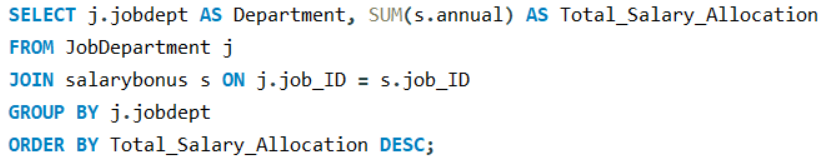 SELECT j.jobdept AS Department, SUM(s.annual) AS Total_Salary_Allocation
FROM JobDepartment j
JOIN salarybonus s ON j.job_ID = s.job_ID
GROUP BY j.jobdept
ORDER BY Total_Salary_Allocation DESC;